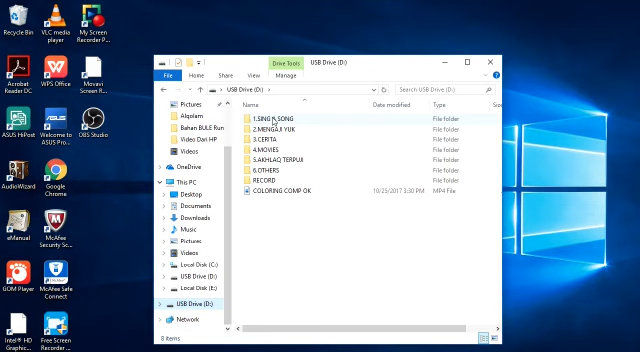 Recycle Bin
VLC media player
My Screen Recorder P...
Acrobat Reader DC
WPS Office
Movavi Screen R...
ASUS HiPost
Welcome to ASUS Pro...
OBS Studio
AudioWizard
Google Chrome
eManual
McAfee Security Sc...
GOM Player
McAfee Safe Connect
Intel® HD Graphic...
Free Screen Recorder ...
Drive Tools
USB Drive (D:)
File
Home
Share
View
Manage
USB Drive (D:)
Search USB Drive (D:)
Pictures
Alqolam
Bahan BULE Run
Video Dari HP
Videos
OneDrive
This PC
Desktop
Documents
Downloads
Music
Pictures
Videos
Local Disk (C:)
USB Drive (D:)
Local Disk (E:)
USB Drive (D:)
Network
Name
Date modified
Type
1.SING A SONG
File folder
2.MENGAJI YUK
File folder
3.CERITA
File folder
4.MOVIES
File folder
5.AKHLAQ TERPUJI
File folder
6.OTHERS
File folder
RECORD
File folder
COLORING COMP OK
10/25/2017 3:30 PM
MP4 File
8 items